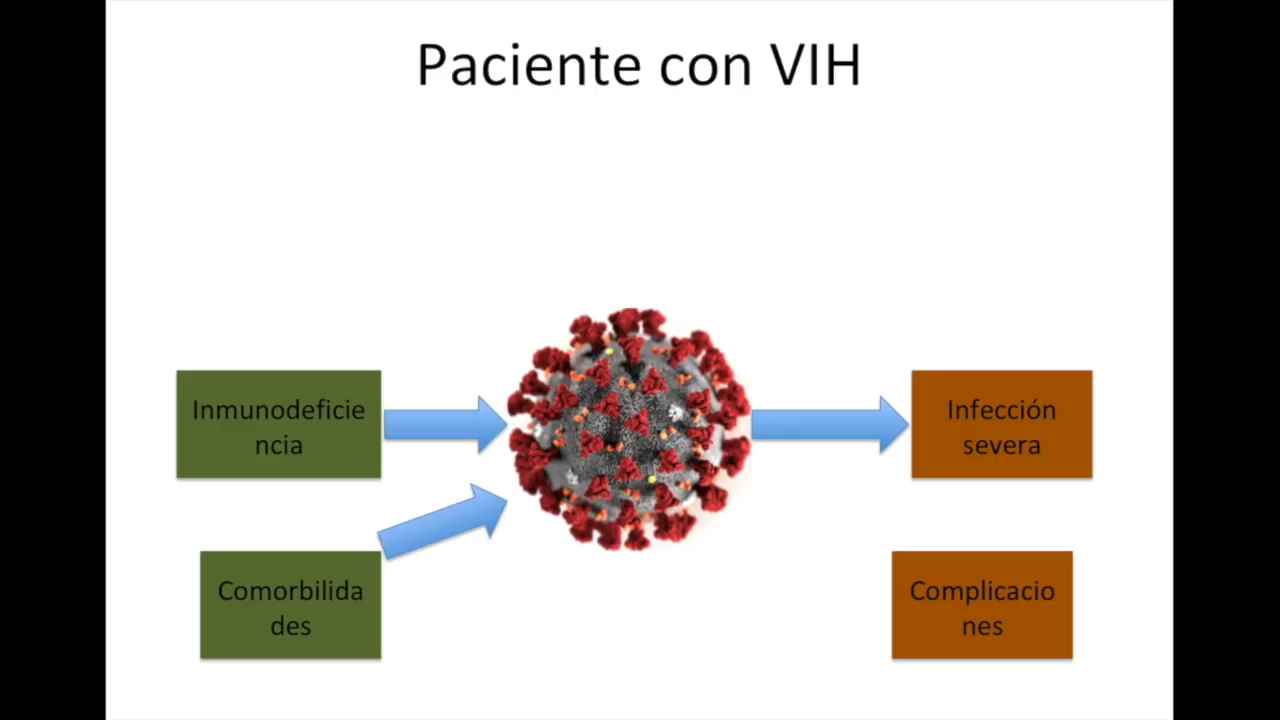 Paciente con VIH
Inmunodeficie
ncia
Infección
severa
Comorbilida
des
Complicacio
nes